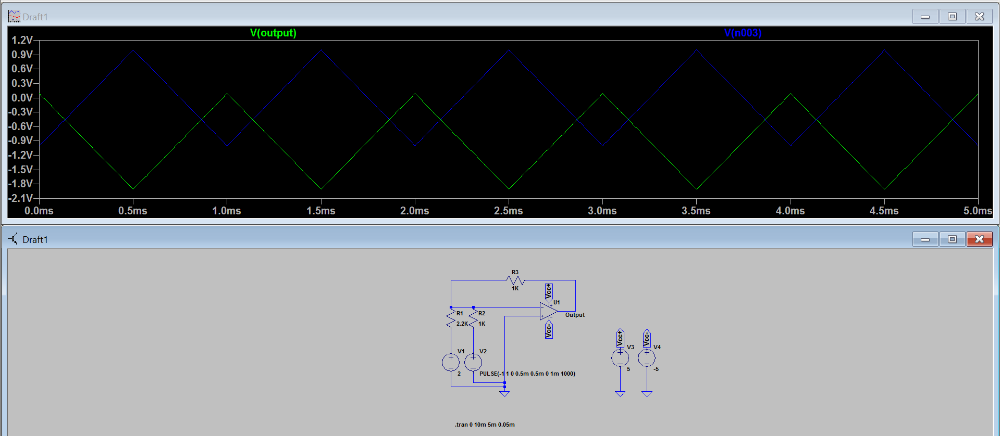 Draft1
V(output) V(n003)
1.2V
0.9V
0.6V
0.3V
0.0V
-0.3V
-0.6V
-0.9V
-1.2V
-1.5V
-1.8V
-2.1V
0.0ms 0.5ms 1.0ms 1.5ms 2.0ms 2.5ms 3.0ms 3.5ms 4.0ms 4.5ms 5.0ms
Draft1
R3
1K
Vcc+
U1
R1
2.2K
R2
1K
Output
Vcc-
V1
2
V2
PULSE(-1 1 0 0.5m 0.5m 0 1m 1000)
Vcc+
V3
5
Vcc-
V4
-5
.tran 0 10m 5m 0.05m